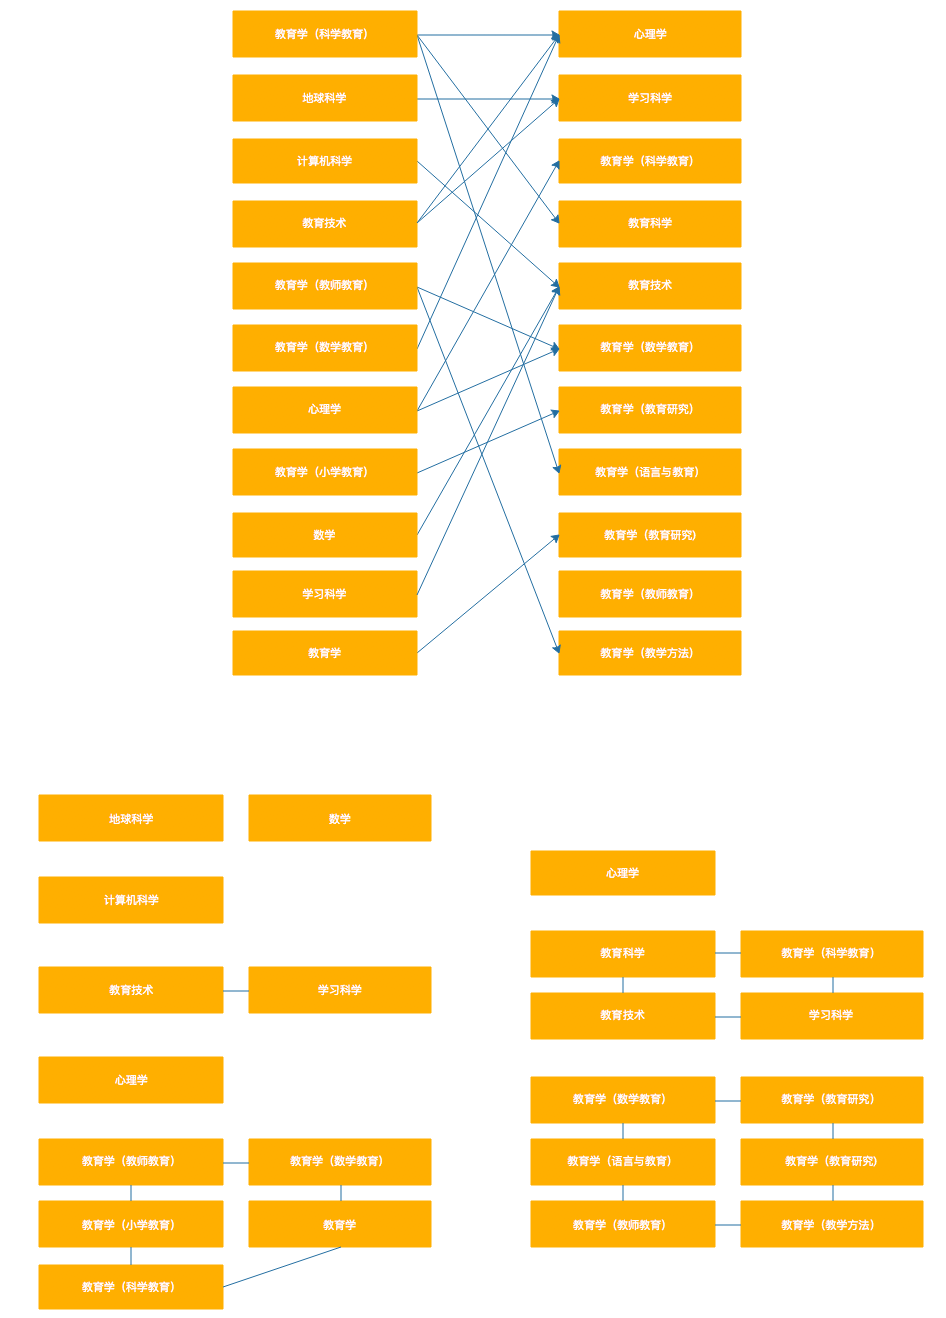 教育学（科学教育）
心理学
地球科学
学习科学
计算机科学
教育学（科学教育）
教育技术
教育科学
教育学（教师教育）
教育技术
教育学（数学教育）
教育学（数学教育）
心理学
教育学（教育研究）
教育学（小学教育）
教育学（语言与教育）
数学
教育学（教育研究)
学习科学
教育学（教师教育）
教育学
教育学（教学方法）
地球科学
数学
计算机科学
教育技术
学习科学
心理学
教育学（教师教育）
教育学（数学教育）
教育学（小学教育）
教育学
教育学（科学教育）
心理学
教育科学
教育学（科学教育）
教育技术
学习科学
教育学（数学教育）
教育学（教育研究）
教育学（语言与教育）
教育学（教育研究)
教育学（教师教育）
教育学（教学方法）